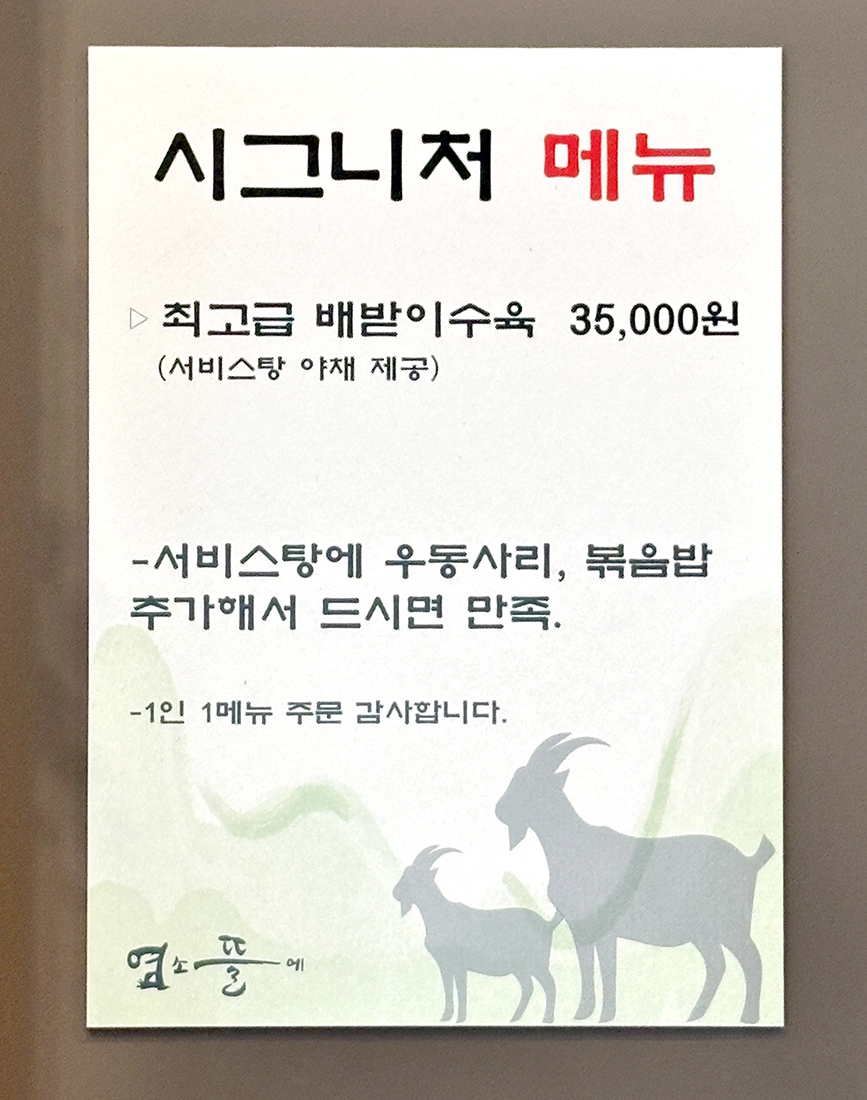 시그니처 메뉴
▷ 최고급 배받이수육 35,000원
(서비스탕 야채 제공)
-서비스탕에 우동사리, 볶음밥
추가해서 드시면 만족.
-1인 1메뉴 주문 감사합니다.
염소뜰에